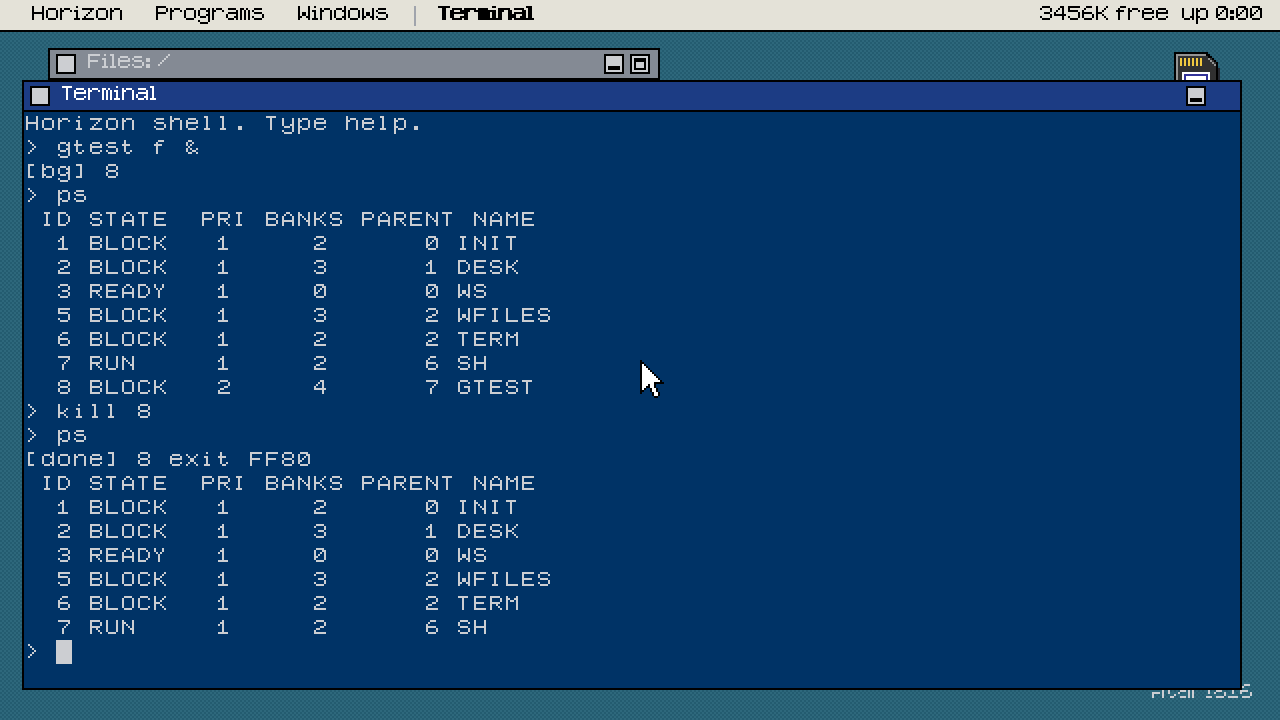 Horizon Programs Windows | Terminal 3456K free up 0:00
Files: /
Terminal
Horizon shell. Type help.
> gtest f &
[bg] 8
> ps
ID STATE PRI BANKS PARENT NAME
1 BLOCK 1 2 0 INIT
2 BLOCK 1 3 1 DESK
3 READY 1 0 0 WS
5 BLOCK 1 3 2 WFILES
6 BLOCK 1 2 2 TERM
7 RUN 1 2 6 SH
8 BLOCK 2 4 7 GTEST
> kill 8
> ps
[done] 8 exit FF80
ID STATE PRI BANKS PARENT NAME
1 BLOCK 1 2 0 INIT
2 BLOCK 1 3 1 DESK
3 READY 1 0 0 WS
5 BLOCK 1 3 2 WFILES
6 BLOCK 1 2 2 TERM
7 RUN 1 2 6 SH
>